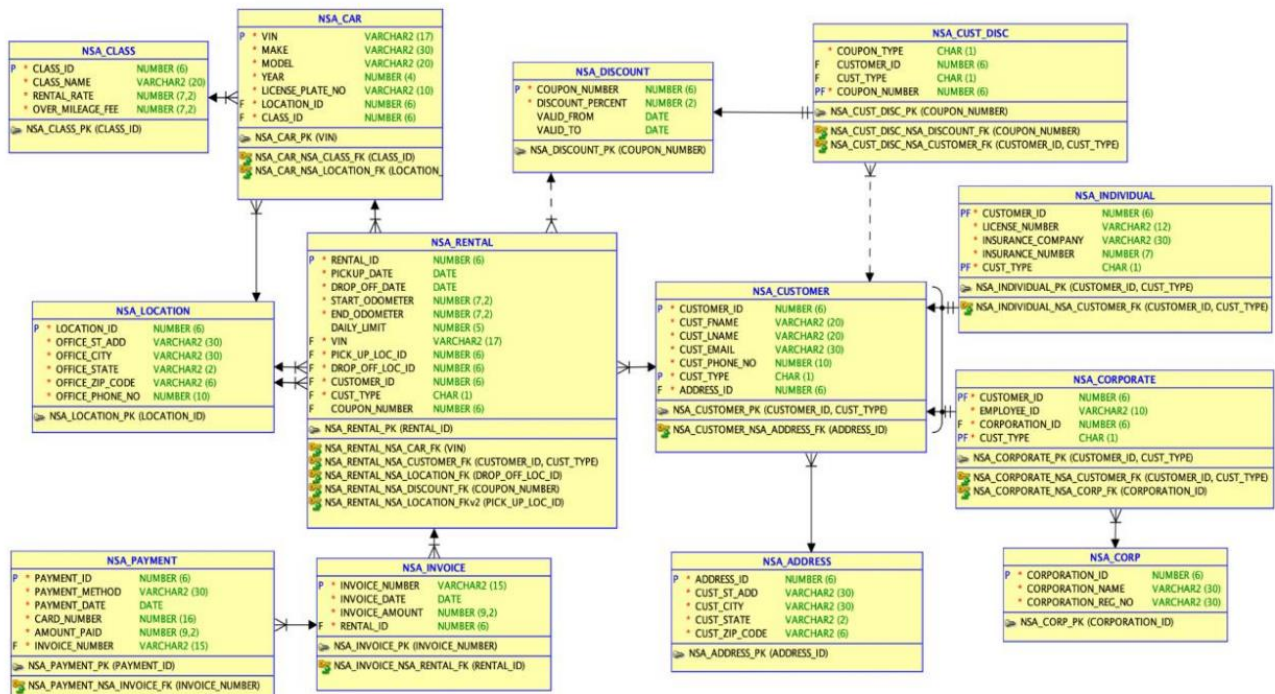 NSA_CLASS
P * CLASS_ID NUMBER (6)
* CLASS_NAME VARCHAR2 (20)
* RENTAL_RATE NUMBER (7,2)
* OVER_MILEAGE_FEE NUMBER (7,2)
NSA_CLASS_PK (CLASS_ID)
NSA_CAR
P * VIN VARCHAR2 (17)
* MAKE VARCHAR2 (30)
* MODEL VARCHAR2 (20)
* YEAR NUMBER (4)
* LICENSE_PLATE_NO VARCHAR2 (10)
F * LOCATION_ID NUMBER (6)
F * CLASS_ID NUMBER (6)
NSA_CAR_PK (VIN)
NSA_CAR_NSA_CLASS_FK (CLASS_ID)
NSA_CAR_NSA_LOCATION_FK (LOCATION_
NSA_DISCOUNT
P * COUPON_NUMBER NUMBER (6)
* DISCOUNT_PERCENT NUMBER (2)
VALID_FROM DATE
VALID_TO DATE
NSA_DISCOUNT_PK (COUPON_NUMBER)
NSA_CUST_DISC
* COUPON_TYPE CHAR (1)
F CUSTOMER_ID NUMBER (6)
F CUST_TYPE CHAR (1)
PF * COUPON_NUMBER NUMBER (6)
NSA_CUST_DISC_PK (COUPON_NUMBER)
NSA_CUST_DISC_NSA_DISCOUNT_FK (COUPON_NUMBER)
NSA_CUST_DISC_NSA_CUSTOMER_FK (CUSTOMER_ID, CUST_TYPE)
NSA_INDIVIDUAL
PF * CUSTOMER_ID NUMBER (6)
* LICENSE_NUMBER VARCHAR2 (12)
* INSURANCE_COMPANY VARCHAR2 (30)
* INSURANCE_NUMBER NUMBER (7)
PF * CUST_TYPE CHAR (1)
NSA_INDIVIDUAL_PK (CUSTOMER_ID, CUST_TYPE)
NSA_INDIVIDUAL_NSA_CUSTOMER_FK (CUSTOMER_ID, CUST_TYPE)
NSA_RENTAL
P * RENTAL_ID NUMBER (6)
* PICKUP_DATE DATE
* DROP_OFF_DATE DATE
* START_ODOMETER NUMBER (7,2)
* END_ODOMETER NUMBER (7,2)
DAILY_LIMIT NUMBER (5)
F * VIN VARCHAR2 (17)
F * PICK_UP_LOC_ID NUMBER (6)
F * DROP_OFF_LOC_ID NUMBER (6)
F * CUSTOMER_ID NUMBER (6)
F * CUST_TYPE CHAR (1)
F COUPON_NUMBER NUMBER (6)
NSA_RENTAL_PK (RENTAL_ID)
NSA_RENTAL_NSA_CAR_FK (VIN)
NSA_RENTAL_NSA_CUSTOMER_FK (CUSTOMER_ID, CUST_TYPE)
NSA_RENTAL_NSA_LOCATION_FK (DROP_OFF_LOC_ID)
NSA_RENTAL_NSA_DISCOUNT_FK (COUPON_NUMBER)
NSA_RENTAL_NSA_LOCATION_FKv2 (PICK_UP_LOC_ID)
NSA_LOCATION
P * LOCATION_ID NUMBER (6)
* OFFICE_ST_ADD VARCHAR2 (30)
* OFFICE_CITY VARCHAR2 (30)
* OFFICE_STATE VARCHAR2 (2)
* OFFICE_ZIP_CODE VARCHAR2 (6)
* OFFICE_PHONE_NO NUMBER (10)
NSA_LOCATION_PK (LOCATION_ID)
NSA_CUSTOMER
P * CUSTOMER_ID NUMBER (6)
* CUST_FNAME VARCHAR2 (20)
* CUST_LNAME VARCHAR2 (20)
* CUST_EMAIL VARCHAR2 (30)
* CUST_PHONE_NO NUMBER (10)
P * CUST_TYPE CHAR (1)
F * ADDRESS_ID NUMBER (6)
NSA_CUSTOMER_PK (CUSTOMER_ID, CUST_TYPE)
NSA_CUSTOMER_NSA_ADDRESS_FK (ADDRESS_ID)
NSA_CORPORATE
PF * CUSTOMER_ID NUMBER (6)
* EMPLOYEE_ID VARCHAR2 (10)
F * CORPORATION_ID NUMBER (6)
PF * CUST_TYPE CHAR (1)
NSA_CORPORATE_PK (CUSTOMER_ID, CUST_TYPE)
NSA_CORPORATE_NSA_CUSTOMER_FK (CUSTOMER_ID, CUST_TYPE)
NSA_CORPORATE_NSA_CORP_FK (CORPORATION_ID)
NSA_PAYMENT
P * PAYMENT_ID NUMBER (6)
* PAYMENT_METHOD VARCHAR2 (30)
* PAYMENT_DATE DATE
* CARD_NUMBER NUMBER (16)
* AMOUNT_PAID NUMBER (9,2)
F * INVOICE_NUMBER VARCHAR2 (15)
NSA_PAYMENT_PK (PAYMENT_ID)
NSA_PAYMENT_NSA_INVOICE_FK (INVOICE_NUMBER)
NSA_INVOICE
P * INVOICE_NUMBER VARCHAR2 (15)
* INVOICE_DATE DATE
* INVOICE_AMOUNT NUMBER (9,2)
F * RENTAL_ID NUMBER (6)
NSA_INVOICE_PK (INVOICE_NUMBER)
NSA_INVOICE_NSA_RENTAL_FK (RENTAL_ID)
NSA_ADDRESS
P * ADDRESS_ID NUMBER (6)
* CUST_ST_ADD VARCHAR2 (30)
* CUST_CITY VARCHAR2 (30)
* CUST_STATE VARCHAR2 (2)
* CUST_ZIP_CODE VARCHAR2 (6)
NSA_ADDRESS_PK (ADDRESS_ID)
NSA_CORP
P * CORPORATION_ID NUMBER (6)
* CORPORATION_NAME VARCHAR2 (30)
* CORPORATION_REG_NO VARCHAR2 (30)
NSA_CORP_PK (CORPORATION_ID)